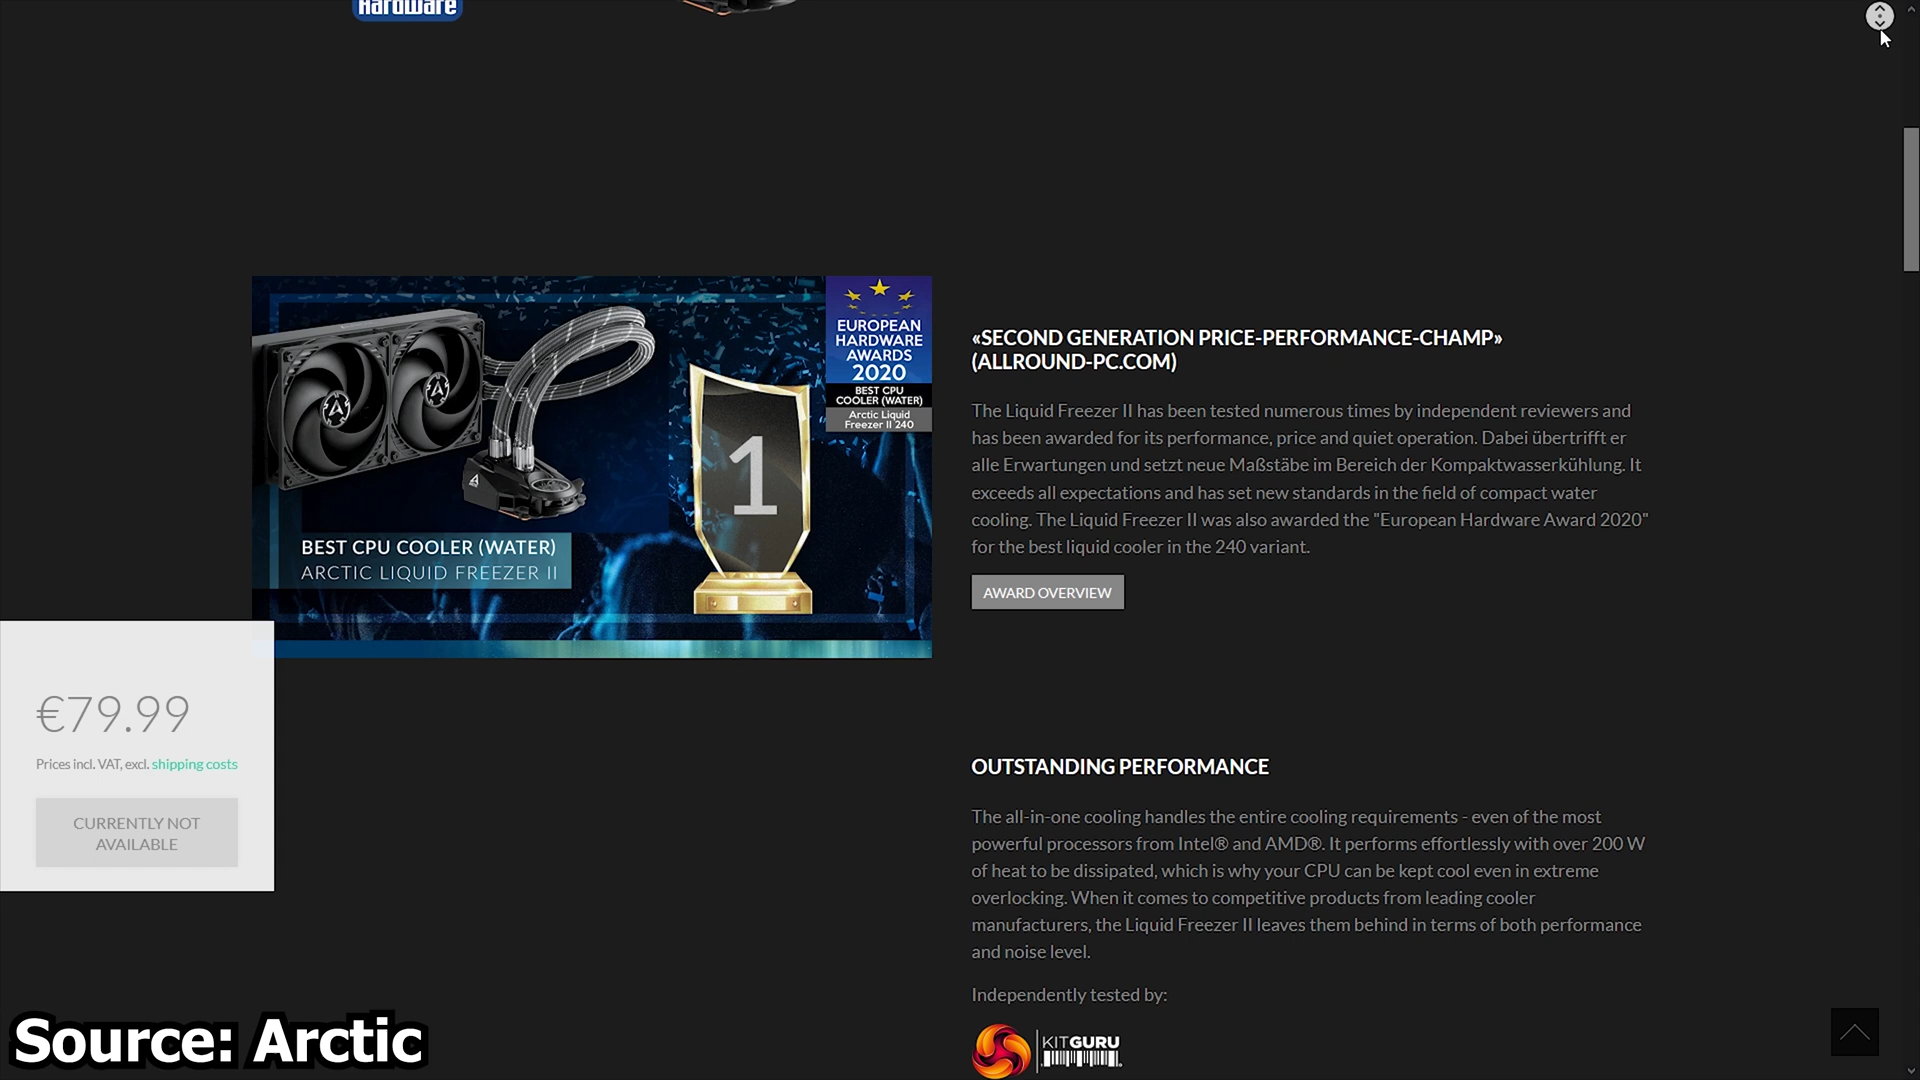 Hardware
EUROPEAN
HARDWARE
AWARDS
2020
BEST CPU
COOLER (WATER)
Arctic Liquid
Freezer II 240
1
BEST CPU COOLER (WATER)
ARCTIC LIQUID FREEZER II
«SECOND GENERATION PRICE-PERFORMANCE-CHAMP»
(ALLROUND-PC.COM)
The Liquid Freezer II has been tested numerous times by independent reviewers and
has been awarded for its performance, price and quiet operation. Dabei übertrifft er
alle Erwartungen und setzt neue Maßstäbe im Bereich der Kompaktwasserkühlung. It
exceeds all expectations and has set new standards in the field of compact water
cooling. The Liquid Freezer II was also awarded the "European Hardware Award 2020"
for the best liquid cooler in the 240 variant.
AWARD OVERVIEW
€79.99
Prices incl. VAT, excl. shipping costs
CURRENTLY NOT
AVAILABLE
OUTSTANDING PERFORMANCE
The all-in-one cooling handles the entire cooling requirements - even of the most
powerful processors from Intel® and AMD®. It performs effortlessly with over 200 W
of heat to be dissipated, which is why your CPU can be kept cool even in extreme
overlocking. When it comes to competitive products from leading cooler
manufacturers, the Liquid Freezer II leaves them behind in terms of both performance
and noise level.
Independently tested by:
KITGURU
Source: Arctic